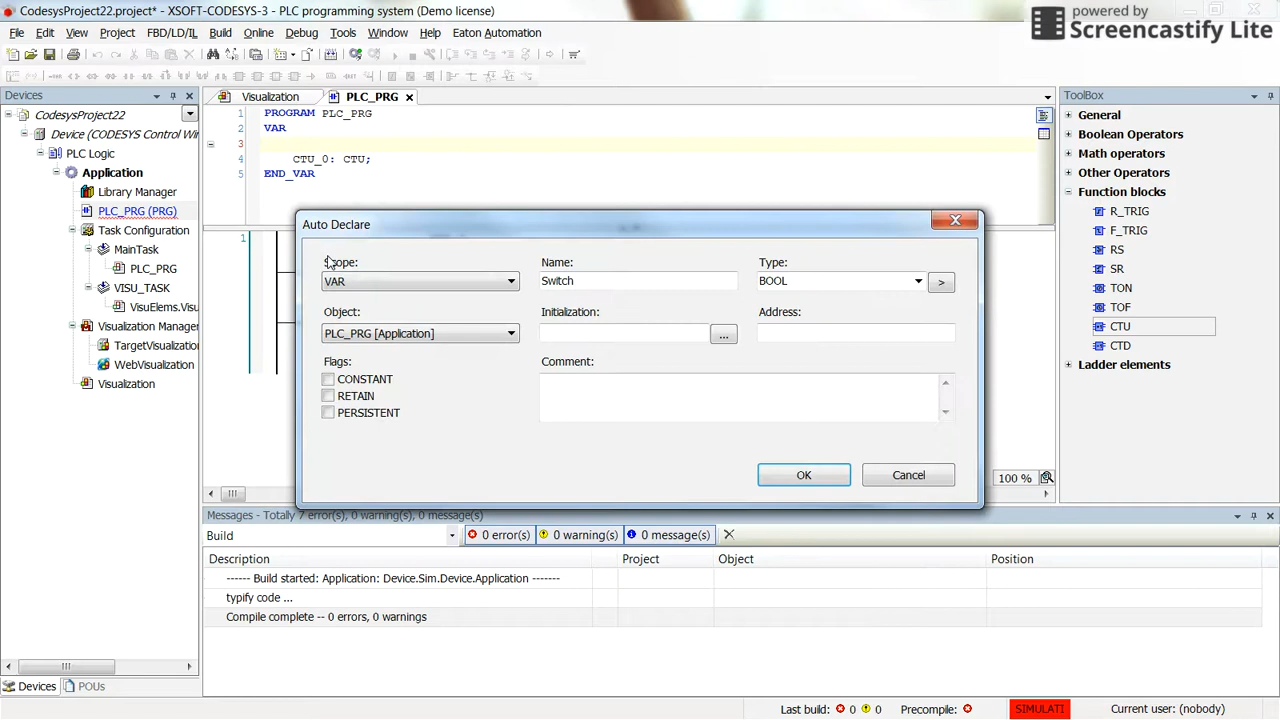 CodesysProject22.project* - XSOFT-CODESYS-3 - PLC programming system (Demo license)
powered by
Screencastify Lite
File Edit View Project FBD/LD/IL Build Online Debug Tools Window Help Eaton Automation
Devices
CodesysProject22
Device (CODESYS Control Win
PLC Logic
Application
Library Manager
PLC_PRG (PRG)
Task Configuration
MainTask
PLC_PRG
VISU_TASK
VisuElems.Visu
Visualization Manager
TargetVisualization
WebVisualization
Visualization
Devices POUs
Visualization PLC_PRG
1 PROGRAM PLC_PRG
2 VAR
3
4 CTU_0: CTU;
5 END_VAR
1
Auto Declare
Scope: Name: Type:
VAR Switch BOOL >
Object: Initialization: Address:
PLC_PRG [Application] ...
Flags: Comment:
CONSTANT
RETAIN
PERSISTENT
OK Cancel
100 %
ToolBox
General
Boolean Operators
Math operators
Other Operators
Function blocks
R_TRIG
F_TRIG
RS
SR
TON
TOF
CTU
CTD
Ladder elements
Messages - Totally 7 error(s), 0 warning(s), 0 message(s)
Build 0 error(s) 0 warning(s) 0 message(s)
Description Project Object Position
------ Build started: Application: Device.Sim.Device.Application -------
typify code ...
Compile complete -- 0 errors, 0 warnings
Last build: 0 0 Precompile: SIMULATI Current user: (nobody)